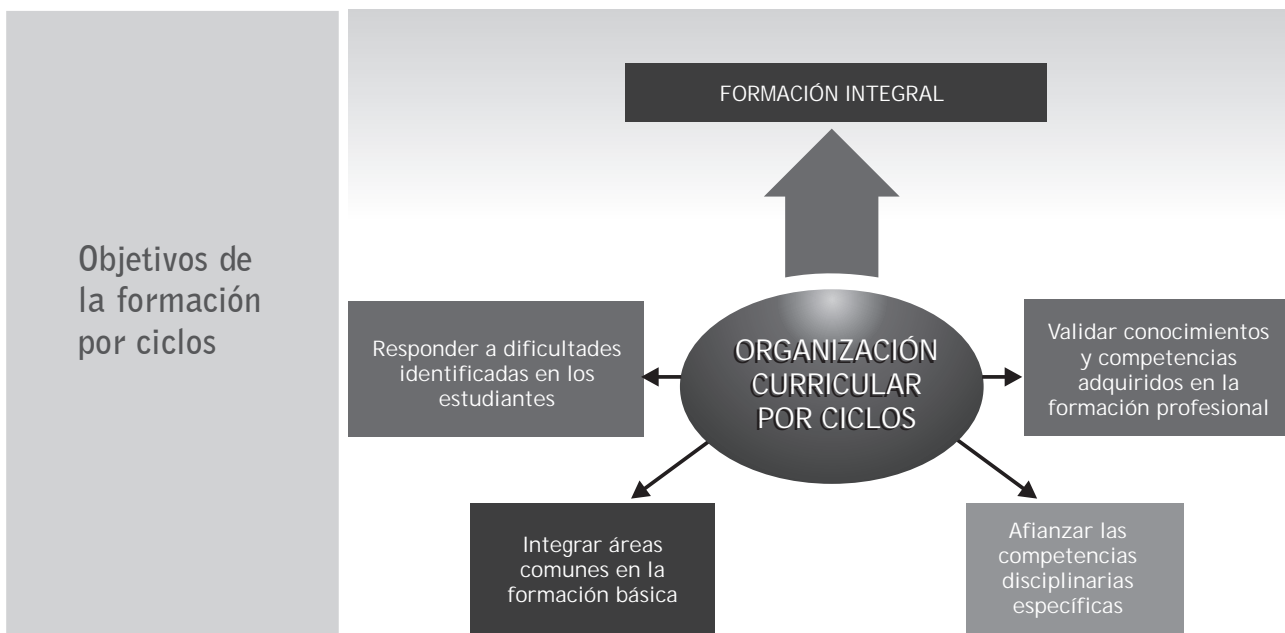 Objetivos de
la formación
por ciclos
FORMACIÓN INTEGRAL
ORGANIZACIÓN
CURRICULAR
POR CICLOS
Responder a dificultades
identificadas en los
estudiantes
Validar conocimientos
y competencias
adquiridos en la
formación profesional
Integrar áreas
comunes en la
formación básica
Afianzar las
competencias
disciplinarias
específicas